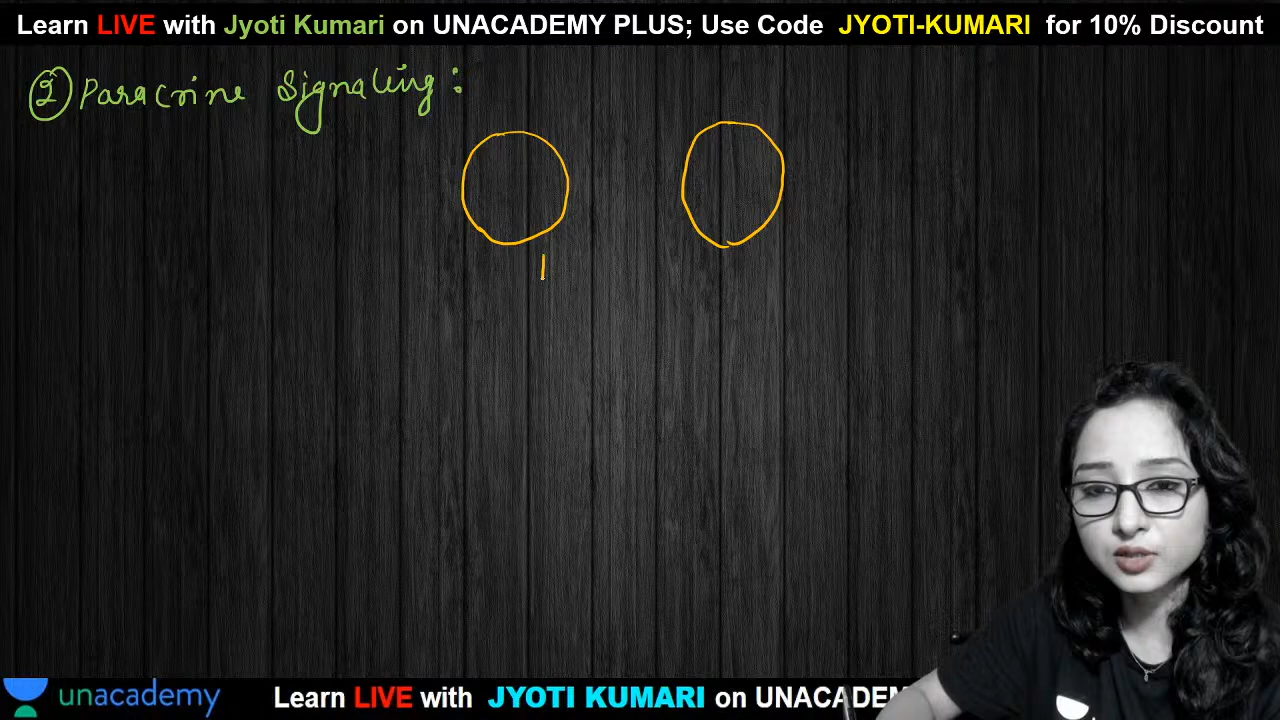 Learn LIVE with Jyoti Kumari on UNACADEMY PLUS; Use Code JYOTI-KUMARI for 10% Discount
2 Paracrine Signaling :
1
unacademy
Learn LIVE with JYOTI KUMARI on UNACADEM